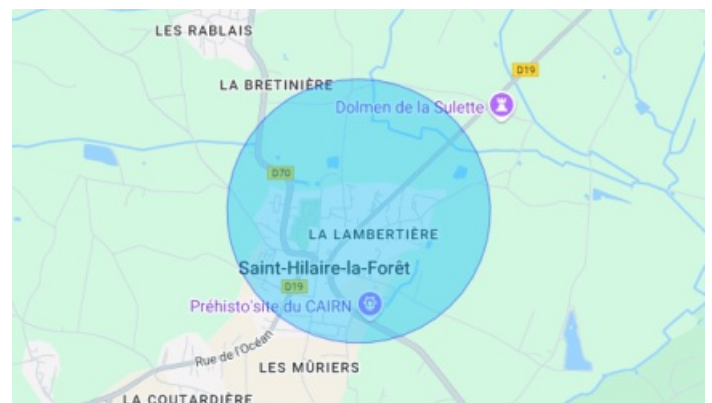 LES RABLAIS
D19
LA BRETINIÈRE
Dolmen de la Sulette
D70
LA LAMBERTIÈRE
Saint-Hilaire-la-Forêt
D19
Préhisto'site du CAIRN
Rue de l'Océan
LES MÛRIERS
LA COUTARDIÈRE